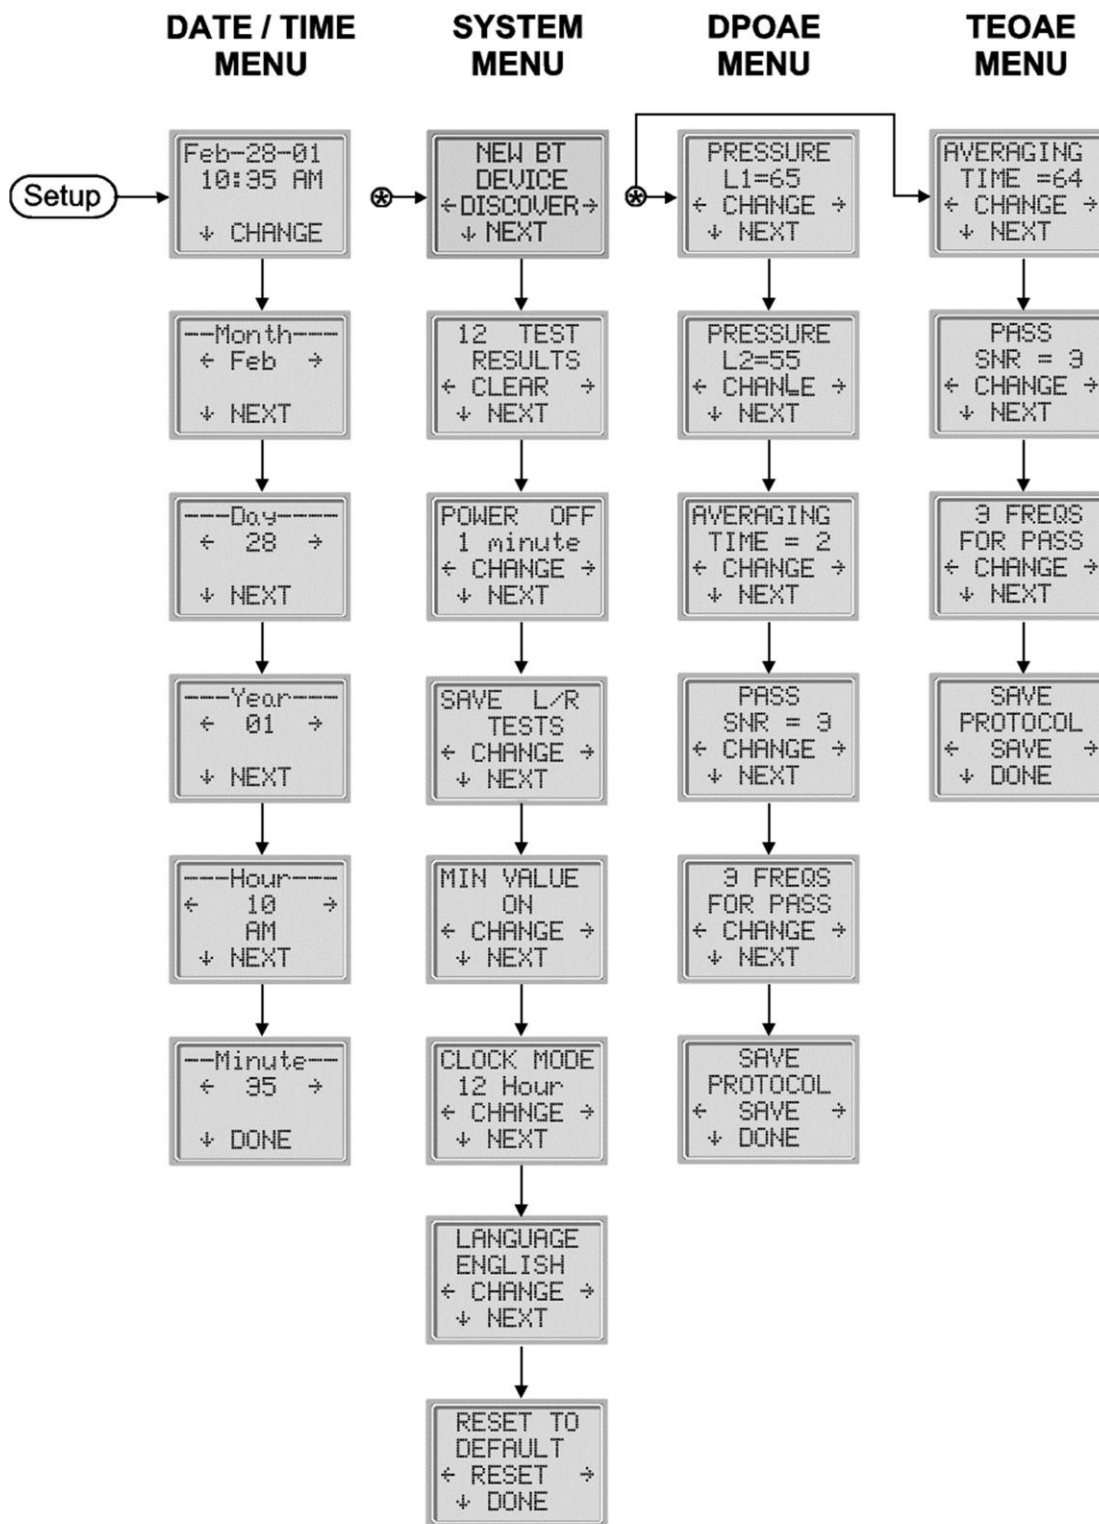 DATE / TIME
MENU
SYSTEM
MENU
DPOAE
MENU
TEOAE
MENU
Setup
Feb-28-01
10:35 AM
↓ CHANGE
---Month---
← Feb →
↓ NEXT
----Day----
← 28 →
↓ NEXT
---Year----
← 01 →
↓ NEXT
---Hour---
← 10 →
AM
↓ NEXT
--Minute--
← 35 →
↓ DONE
NEW BT
DEVICE
←DISCOVER→
↓ NEXT
12 TEST
RESULTS
← CLEAR →
↓ NEXT
POWER OFF
1 minute
← CHANGE →
↓ NEXT
SAVE L/R
TESTS
← CHANGE →
↓ NEXT
MIN VALUE
ON
← CHANGE →
↓ NEXT
CLOCK MODE
12 Hour
← CHANGE →
↓ NEXT
LANGUAGE
ENGLISH
← CHANGE →
↓ NEXT
RESET TO
DEFAULT
← RESET →
↓ DONE
PRESSURE
L1=65
← CHANGE →
↓ NEXT
PRESSURE
L2=55
← CHANLE →
↓ NEXT
AVERAGING
TIME = 2
← CHANGE →
↓ NEXT
PASS
SNR = 3
← CHANGE →
↓ NEXT
3 FREQS
FOR PASS
← CHANGE →
↓ NEXT
SAVE
PROTOCOL
← SAVE →
↓ DONE
AVERAGING
TIME =64
← CHANGE →
↓ NEXT
PASS
SNR = 3
← CHANGE →
↓ NEXT
3 FREQS
FOR PASS
← CHANGE →
↓ NEXT
SAVE
PROTOCOL
← SAVE →
↓ DONE